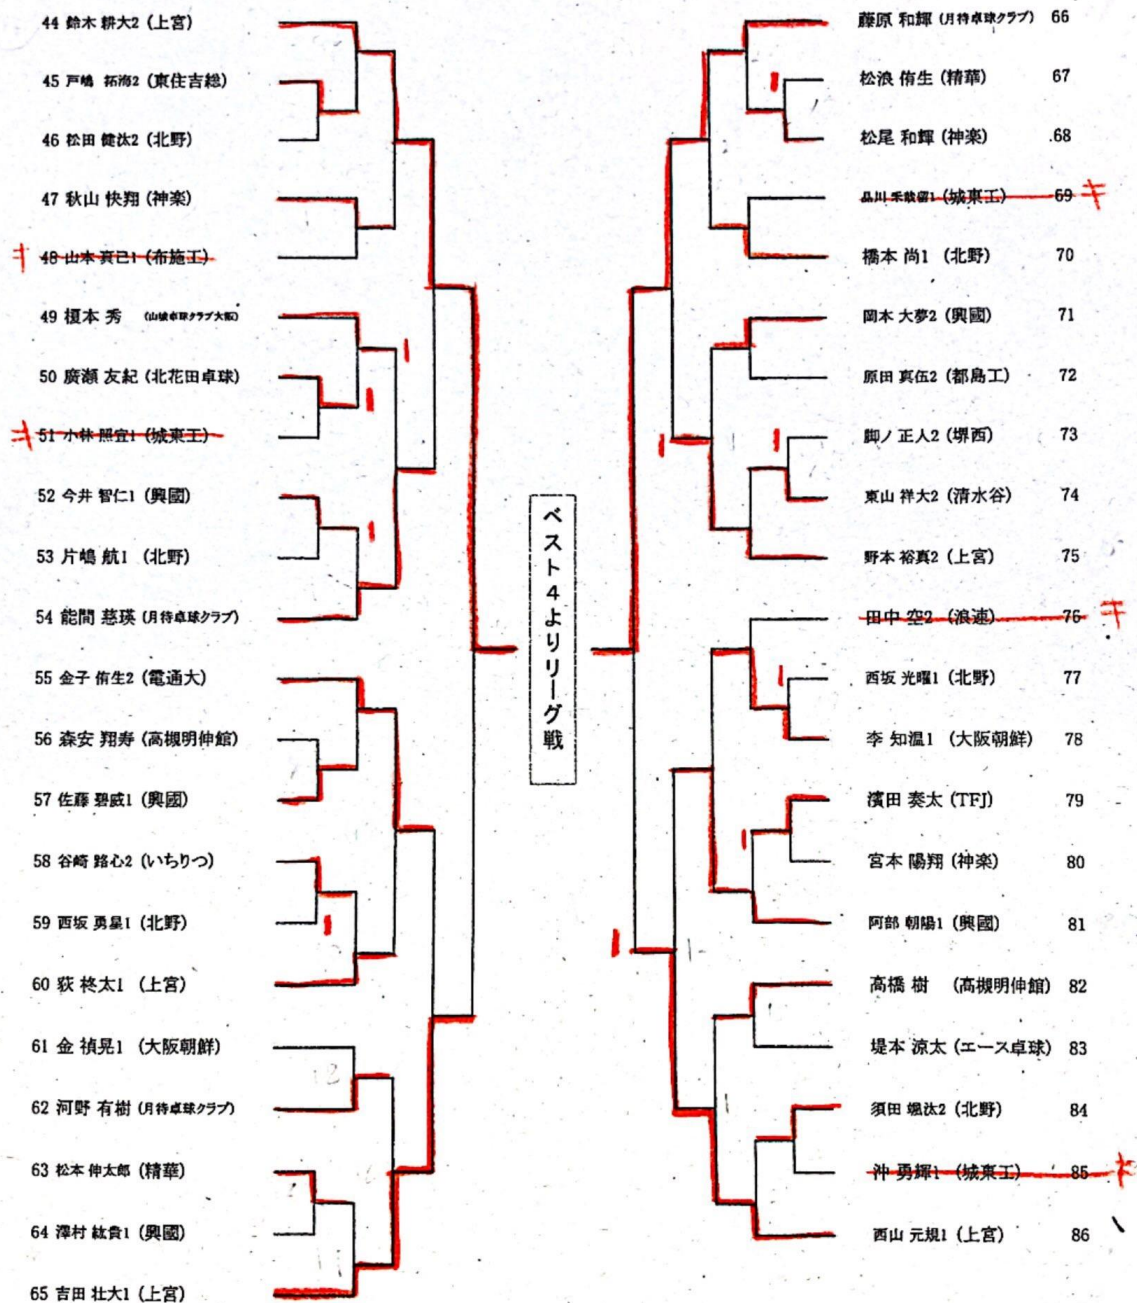 44 鈴木 耕大2 (上宮)
45 戸嶋 拓海2 (東住吉総)
46 松田 健汰2 (北野)
47 秋山 快翔 (神楽)
キ 48 山本 真己1 (布施工)
49 榎本 秀 (山城卓球クラブ大阪)
50 廣瀬 友紀 (北花田卓球)
キ 51 小林 照宜1 (城東工)
52 今井 智仁1 (興國)
53 片嶋 航1 (北野)
54 能間 慈瑛 (月待卓球クラブ)
55 金子 侑生2 (電通大)
56 森安 翔寿 (高槻明伸館)
57 佐藤 碧威1 (興國)
58 谷崎 路心2 (いちりつ)
59 西坂 勇星1 (北野)
60 荻 柊太1 (上宮)
61 金 禎晃1 (大阪朝鮮)
62 河野 有樹 (月待卓球クラブ)
63 松本 伸太郎 (精華)
64 澤村 紘貴1 (興國)
65 吉田 壮大1 (上宮)
ベスト4よりリーグ戦
藤原 和輝 (月待卓球クラブ) 66
松浪 侑生 (精華) 67
松尾 和輝 (神楽) 68
品川 (城東工) 69 キ
橋本 尚1 (北野) 70
岡本 大夢2 (興國) 71
原田 真伍2 (都島工) 72
脚ノ 正人2 (堺西) 73
東山 祥大2 (清水谷) 74
野本 裕真2 (上宮) 75
田中 空2 (浪速) 76 キ
西坂 光曜1 (北野) 77
李 知温1 (大阪朝鮮) 78
濱田 奏太 (TFJ) 79
宮本 陽翔 (神楽) 80
阿部 朝陽1 (興國) 81
高橋 樹 (高槻明伸館) 82
堤本 涼太 (エース卓球) 83
須田 颯汰2 (北野) 84
沖 勇輝1 (城東工) 85 キ
西山 元規1 (上宮) 86